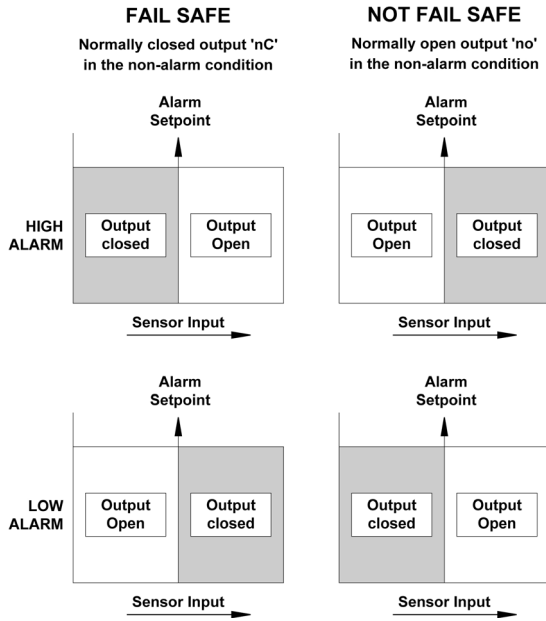 FAIL SAFE
Normally closed output 'nC'
in the non-alarm condition
NOT FAIL SAFE
Normally open output 'no'
in the non-alarm condition
Alarm
Setpoint
Alarm
Setpoint
HIGH
ALARM
Output
closed
Output
Open
Output
Open
Output
closed
Sensor Input
Sensor Input
Alarm
Setpoint
Alarm
Setpoint
LOW
ALARM
Output
Open
Output
closed
Output
closed
Output
Open
Sensor Input
Sensor Input